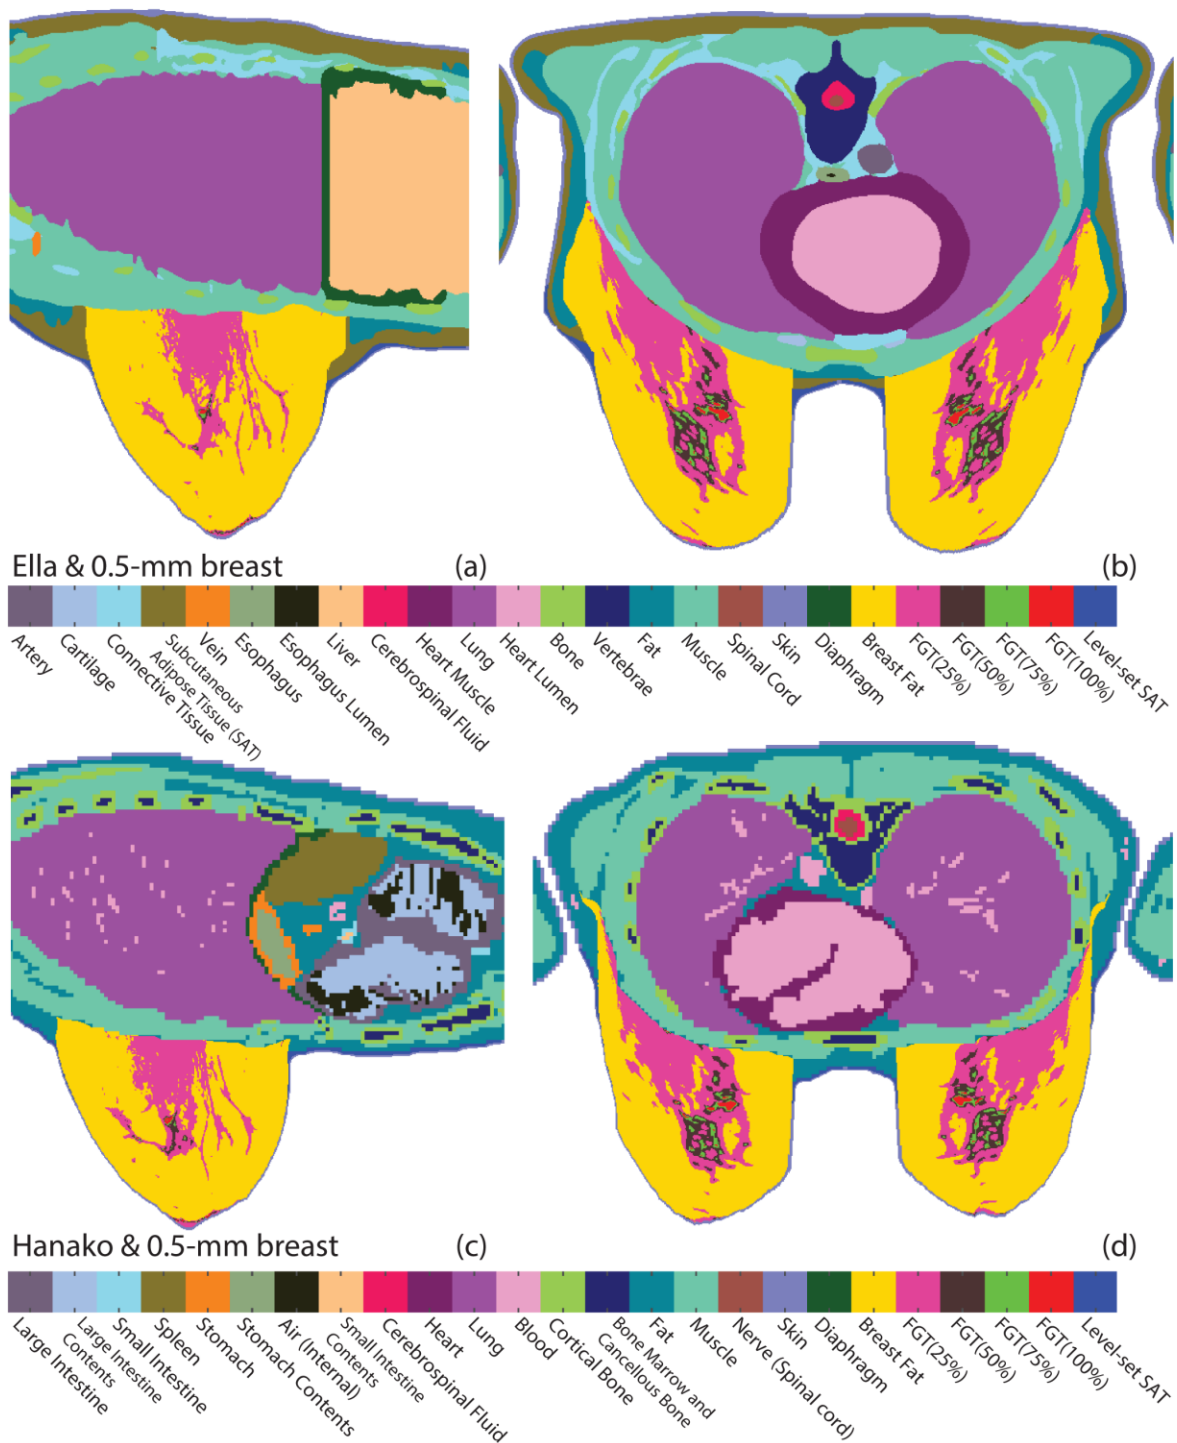 Ella & 0.5-mm breast
(a)
(b)
Artery
Cartilage
Connective Tissue
Subcutaneous
Adipose Tissue (SAT)
Vein
Esophagus
Esophagus Lumen
Liver
Cerebrospinal Fluid
Heart Muscle
Lung
Heart Lumen
Bone
Vertebrae
Fat
Muscle
Spinal Cord
Skin
Diaphragm
Breast Fat
FGT(25%)
FGT(50%)
FGT(75%)
FGT(100%)
Level-set SAT
Hanako & 0.5-mm breast
(c)
(d)
Large Intestine
Large Intestine
Contents
Small Intestine
Spleen
Stomach
Stomach Contents
Air (Internal)
Small Intestine
Contents
Cerebrospinal Fluid
Heart
Lung
Blood
Cortical Bone
Bone Marrow and
Cancellous Bone
Fat
Muscle
Nerve (Spinal cord)
Skin
Diaphragm
Breast Fat
FGT(25%)
FGT(50%)
FGT(75%)
FGT(100%)
Level-set SAT